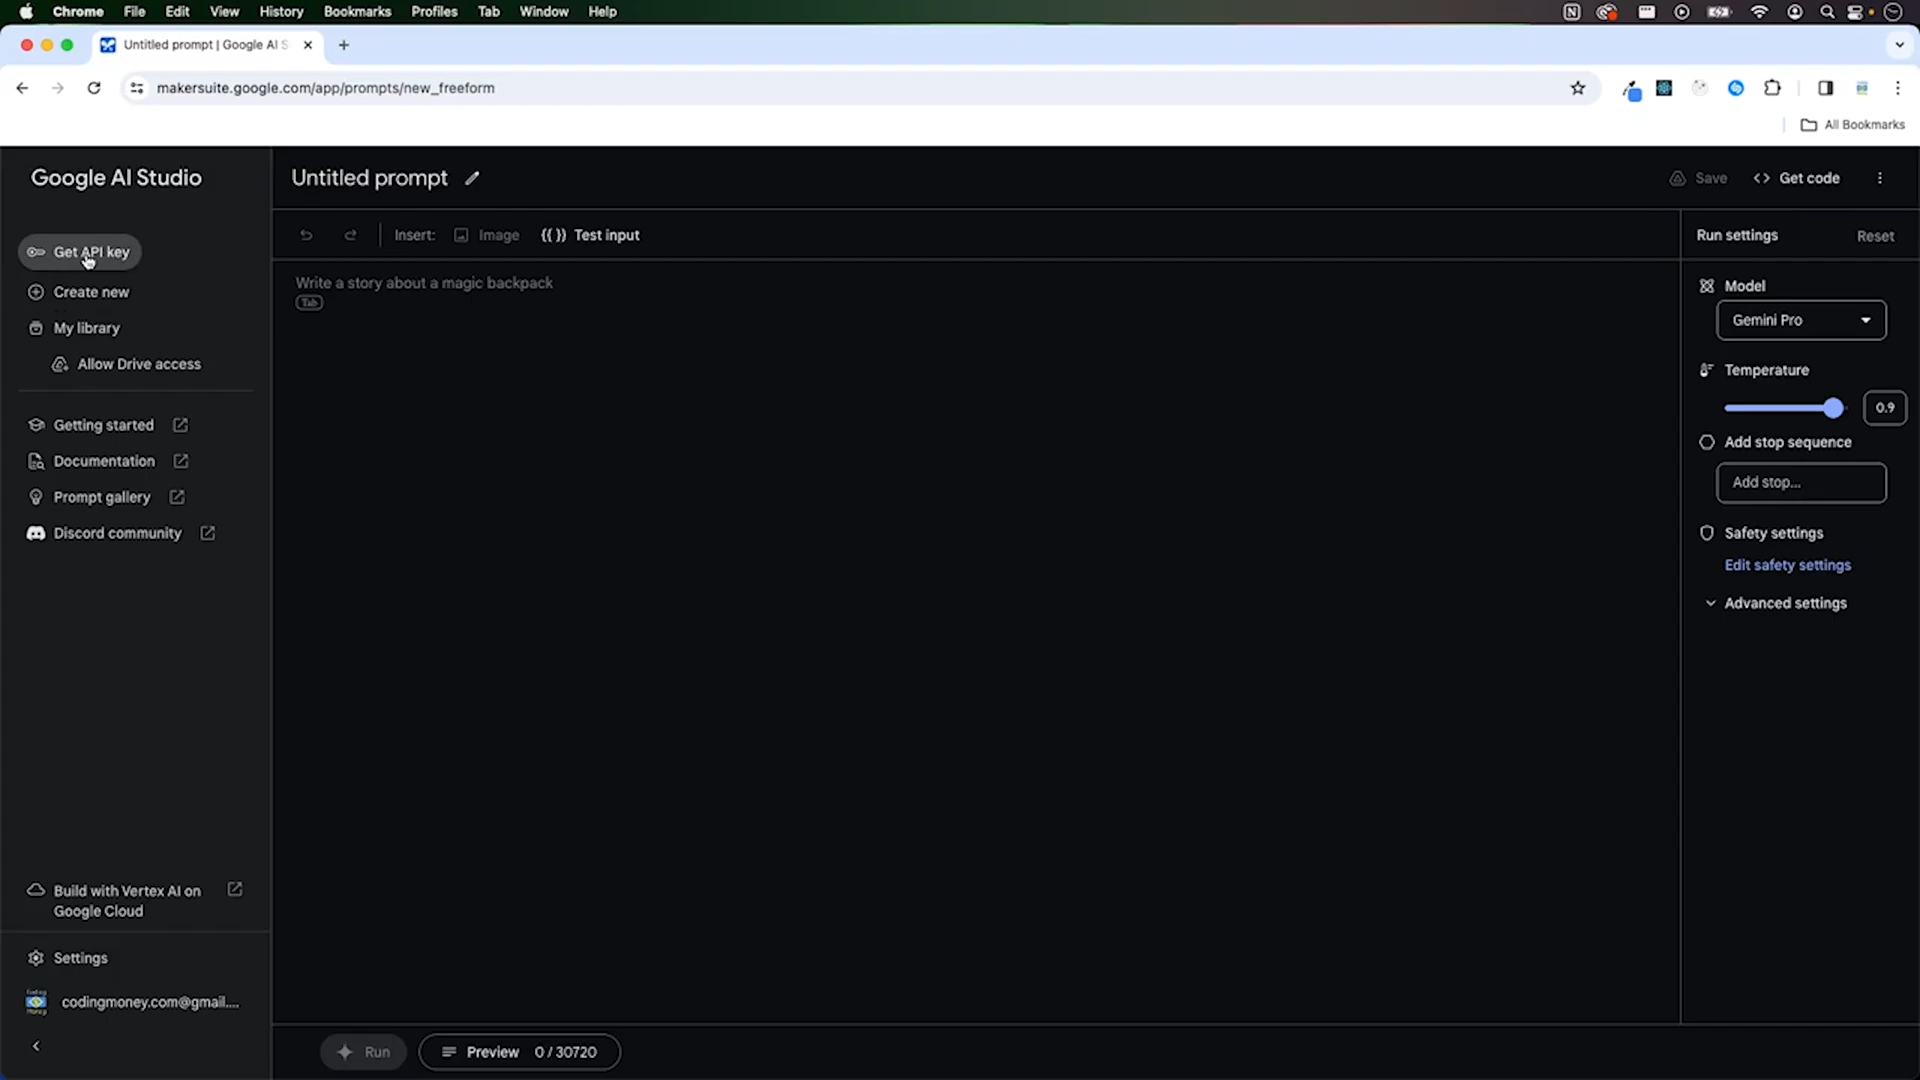 Chrome File Edit View History Bookmarks Profiles Tab Window Help
Untitled prompt | Google AI S
makersuite.google.com/app/prompts/new_freeform
All Bookmarks
Google AI Studio
Get API key
Create new
My library
Allow Drive access
Getting started
Documentation
Prompt gallery
Discord community
Build with Vertex AI on
Google Cloud
Settings
codingmoney.com@gmail....
Untitled prompt
Save
Get code
Insert: Image {{ }} Test input
Write a story about a magic backpack
Tab
Run settings Reset
Model
Gemini Pro
Temperature
0.9
Add stop sequence
Add stop...
Safety settings
Edit safety settings
Advanced settings
Run
Preview 0 / 30720